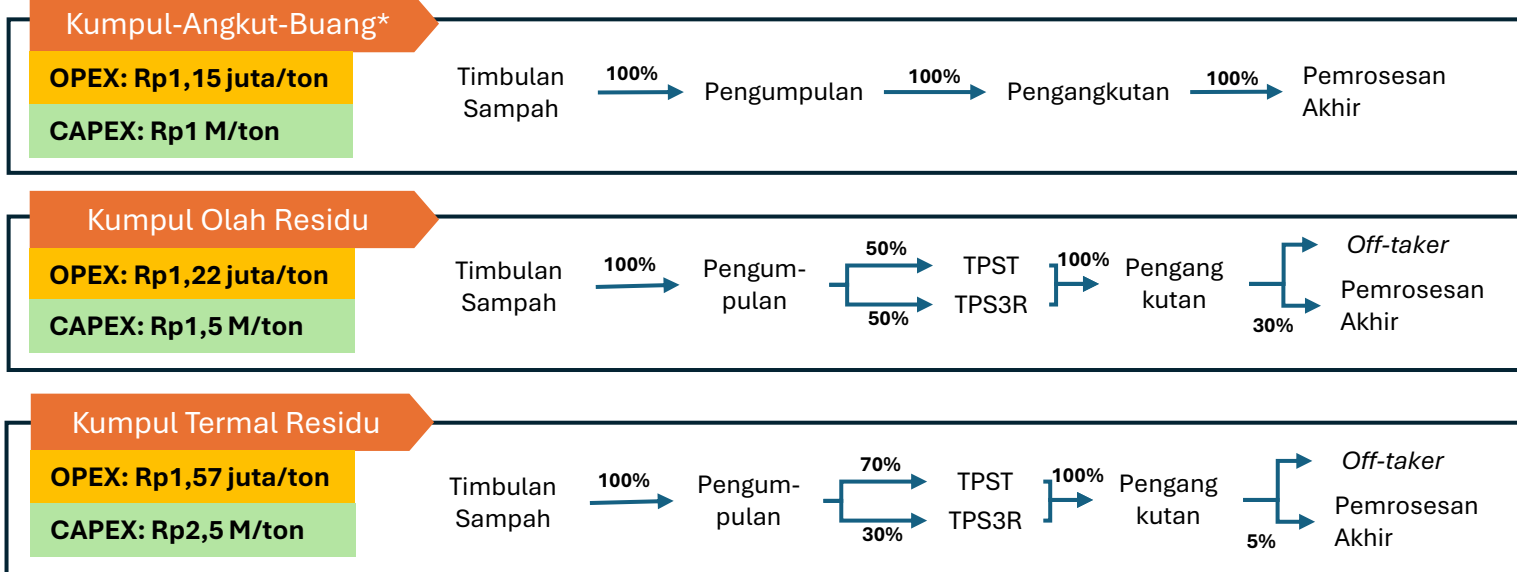 Kumpul-Angkut-Buang*
OPEX: Rp1,15 juta/ton
CAPEX: Rp1 M/ton
Timbulan
Sampah
100%
Pengumpulan
100%
Pengangkutan
100%
Pemrosesan
Akhir
Kumpul Olah Residu
OPEX: Rp1,22 juta/ton
CAPEX: Rp1,5 M/ton
Timbulan
Sampah
100%
Pengum-
pulan
50%
50%
TPST
TPS3R
100%
Pengang
kutan
30%
Off-taker
Pemrosesan
Akhir
Kumpul Termal Residu
OPEX: Rp1,57 juta/ton
CAPEX: Rp2,5 M/ton
Timbulan
Sampah
100%
Pengum-
pulan
70%
30%
TPST
TPS3R
100%
Pengang
kutan
5%
Off-taker
Pemrosesan
Akhir